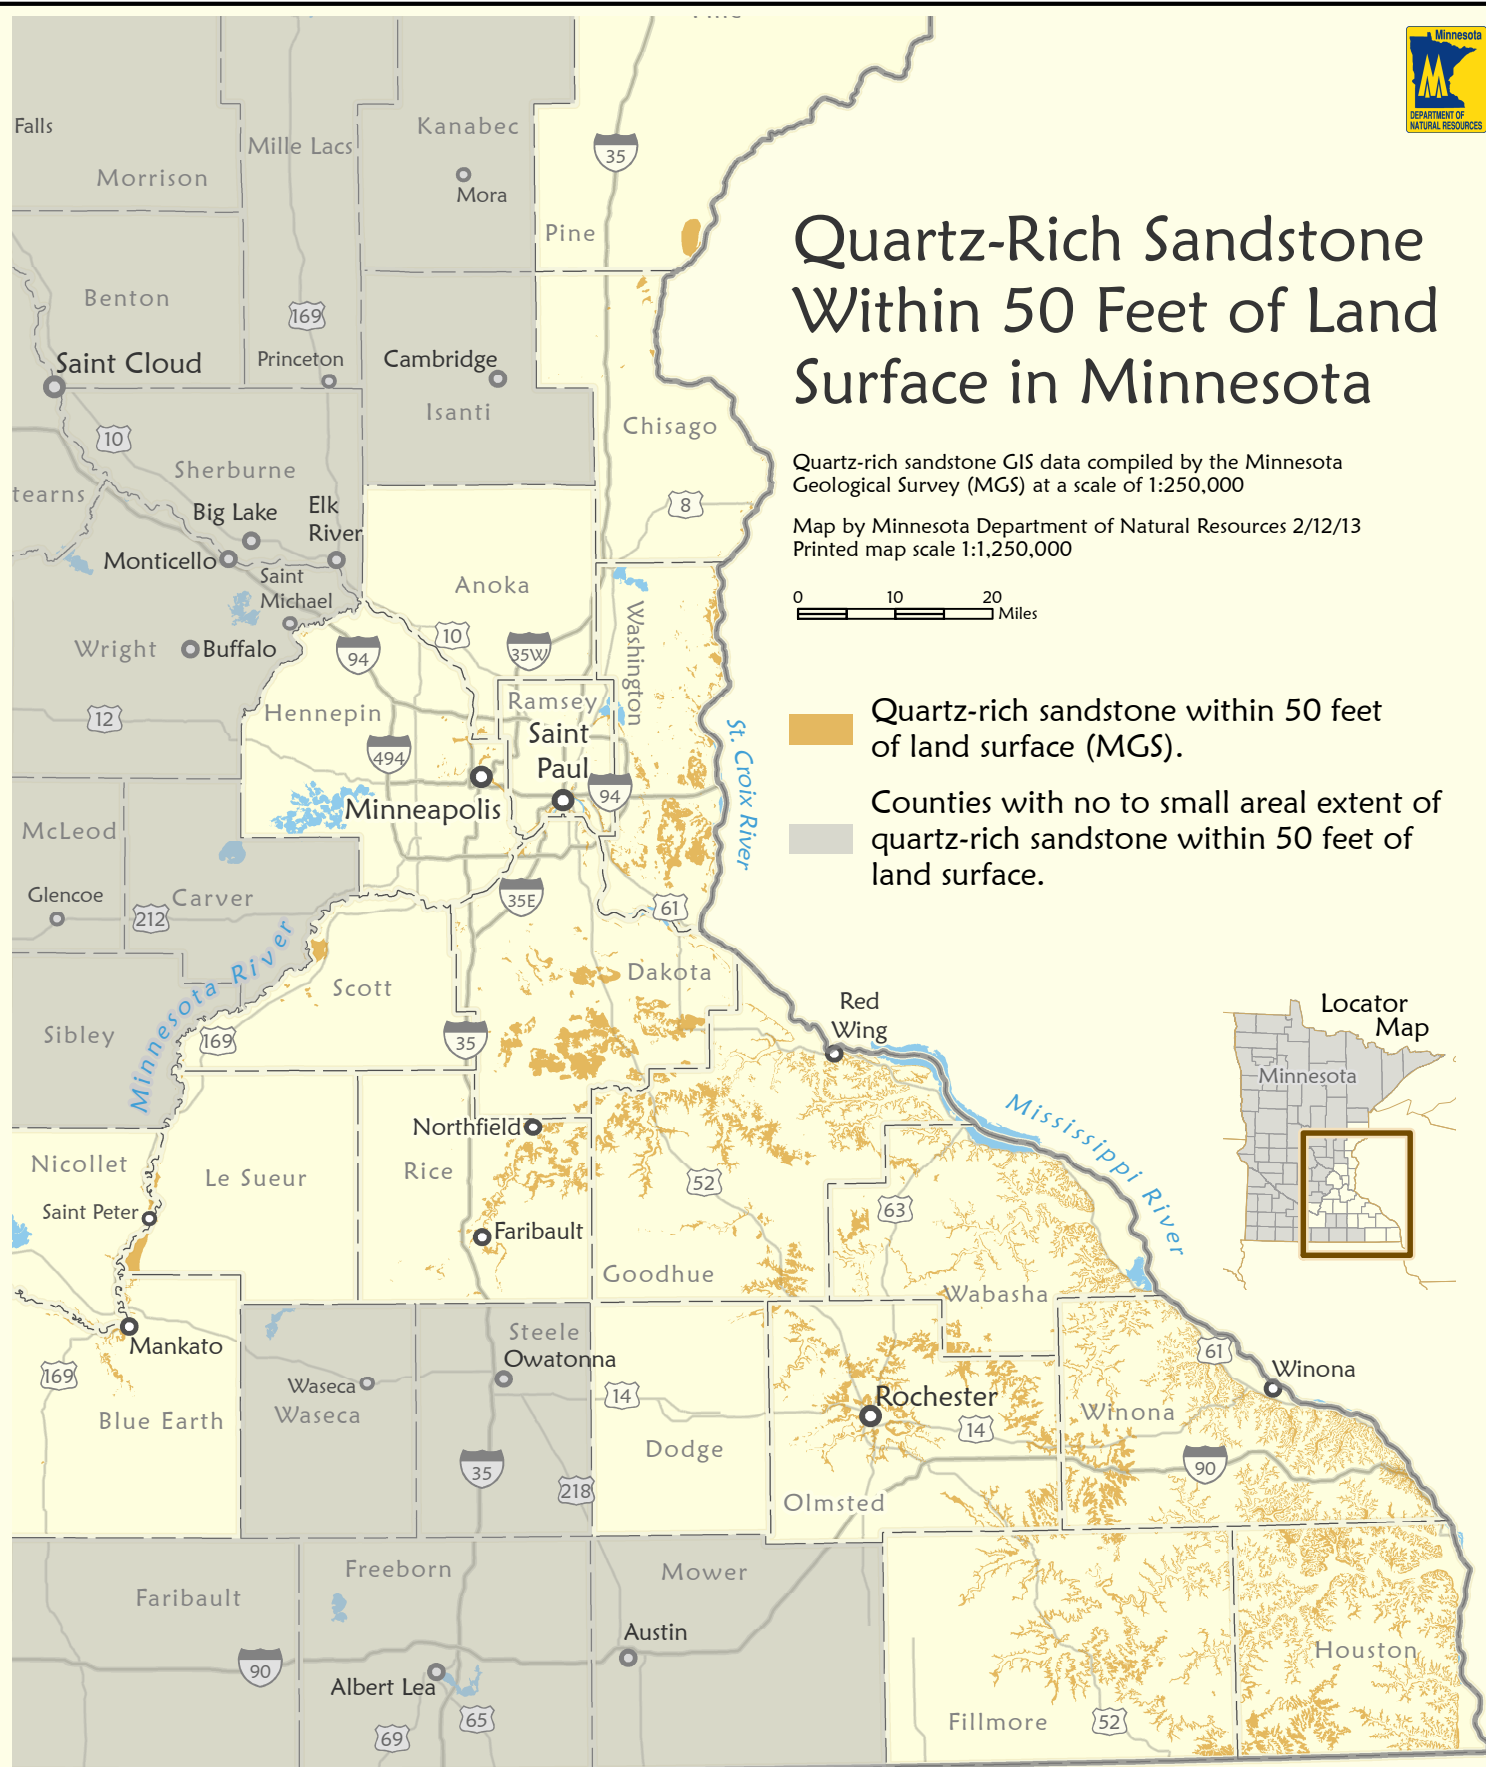 Minnesota
DEPARTMENT OF
NATURAL RESOURCES
Quartz-Rich Sandstone
Within 50 Feet of Land
Surface in Minnesota
Quartz-rich sandstone GIS data compiled by the Minnesota
Geological Survey (MGS) at a scale of 1:250,000
Map by Minnesota Department of Natural Resources 2/12/13
Printed map scale 1:1,250,000
0 10 20
Miles
Quartz-rich sandstone within 50 feet
of land surface (MGS).
Counties with no to small areal extent of
quartz-rich sandstone within 50 feet of
land surface.
Locator
Map
Minnesota
Falls
Morrison
Mille Lacs
Kanabec
Mora
35
Pine
Benton
169
Saint Cloud
Princeton
Cambridge
Isanti
Chisago
10
Sherburne
tearns
Big Lake
Elk
River
8
Monticello
Saint
Michael
Anoka
Washington
Wright
Buffalo
94
10
35W
12
Hennepin
Ramsey
494
Saint
Paul
94
Minneapolis
St. Croix River
McLeod
Glencoe
212
Carver
35E
61
Minnesota River
Scott
Dakota
Sibley
169
35
Red
Wing
Mississippi River
Northfield
Nicollet
Le Sueur
Rice
52
63
Saint Peter
Faribault
Goodhue
Wabasha
Mankato
169
Steele
Owatonna
Waseca
Waseca
14
Rochester
14
61
Winona
Winona
Blue Earth
35
218
Dodge
Olmsted
90
Faribault
Freeborn
Mower
Austin
90
Albert Lea
65
69
Houston
Fillmore
52